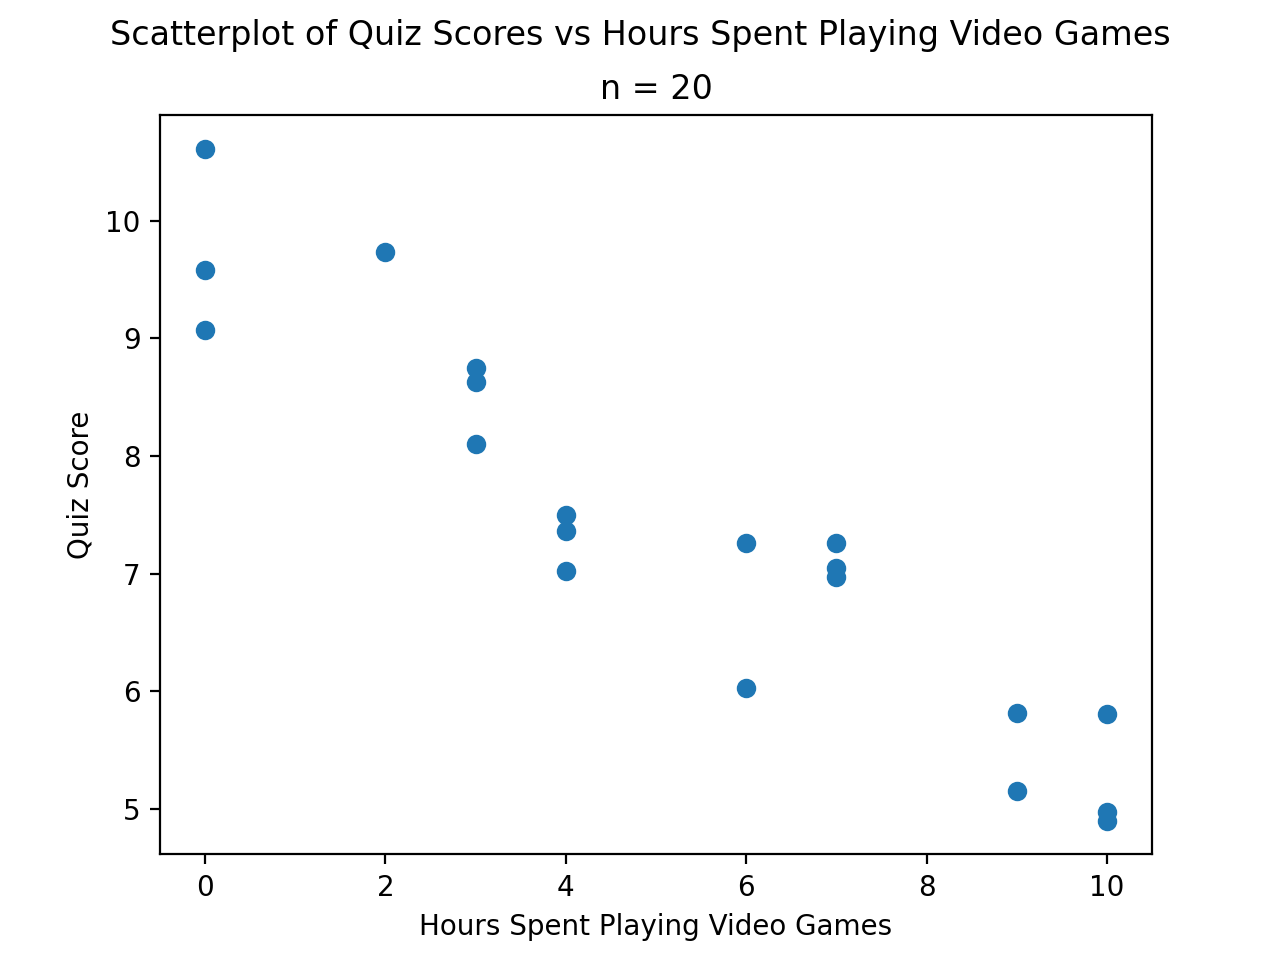 Scatterplot of Quiz Scores vs Hours Spent Playing Video Games
n = 20
10
9
8
7
6
5
Quiz Score
0 2 4 6 8 10
Hours Spent Playing Video Games